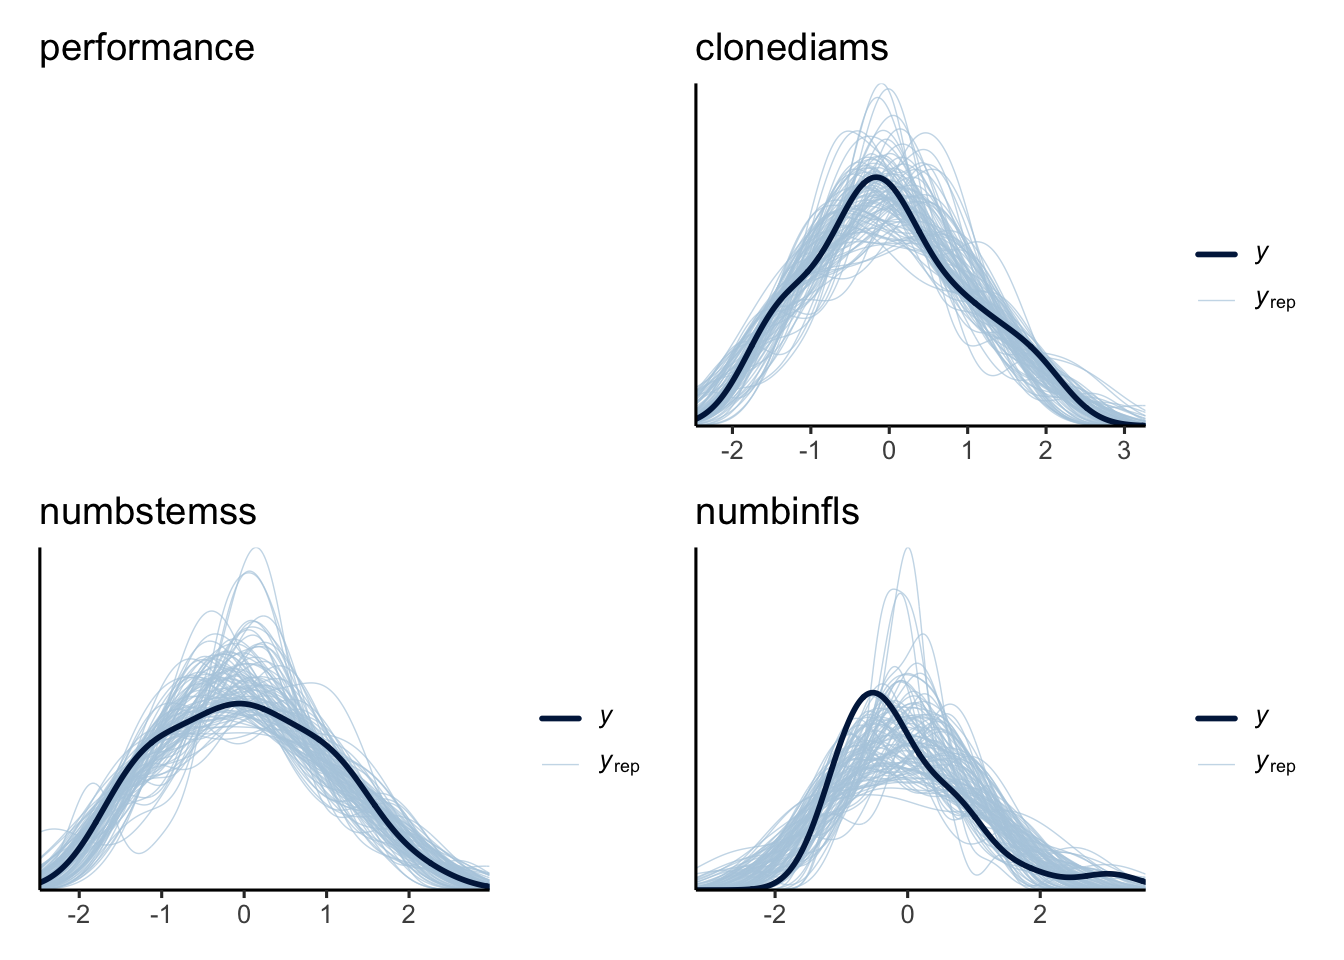 performance
clonediams
y
yrep
-2 -1 0 1 2 3
numbstemss
y
yrep
-2 -1 0 1 2
numbinfls
y
yrep
-2 0 2